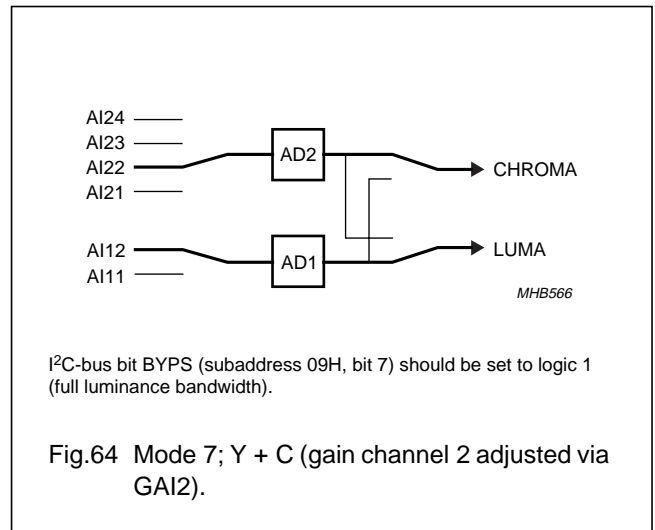 AI24
AI23
AI22
AI21
AD2
CHROMA
AI12
AI11
AD1
LUMA
MHB566
I²C-bus bit BYPS (subaddress 09H, bit 7) should be set to logic 1
(full luminance bandwidth).
Fig.64 Mode 7; Y + C (gain channel 2 adjusted via
GAI2).